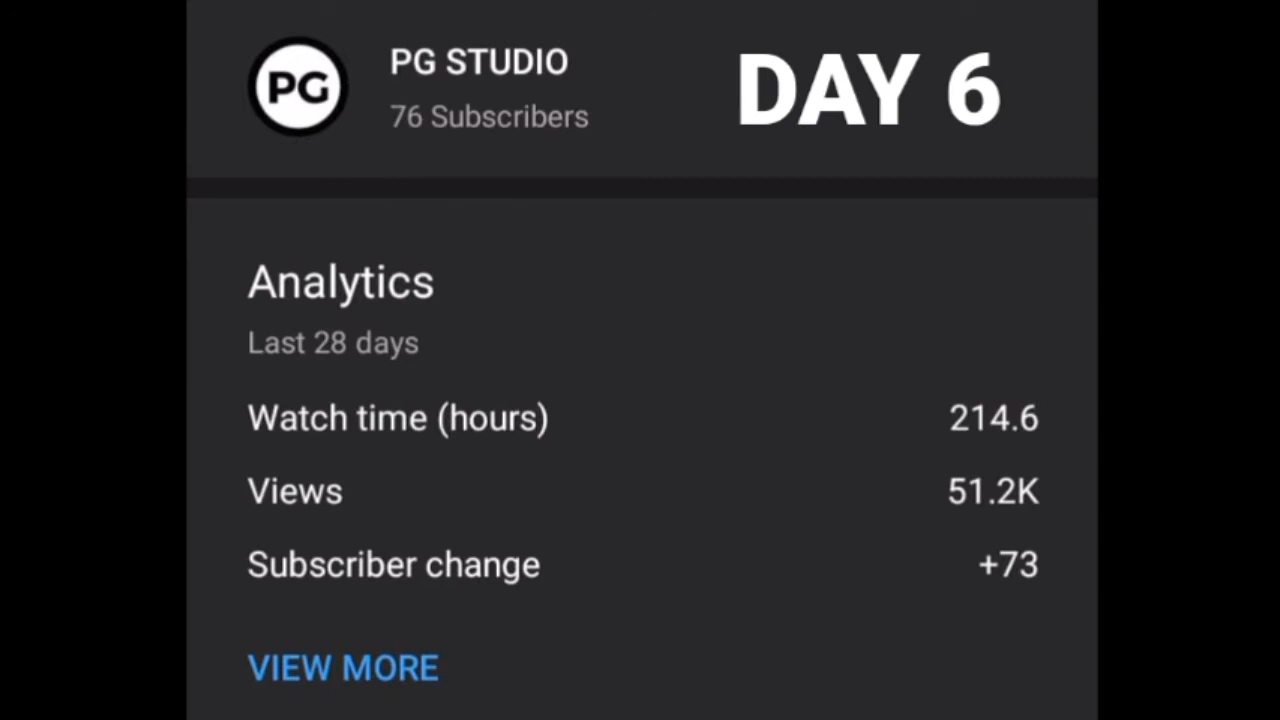 PG
PG STUDIO
76 Subscribers
DAY 6
Analytics
Last 28 days
Watch time (hours) 214.6
Views 51.2K
Subscriber change +73
VIEW MORE